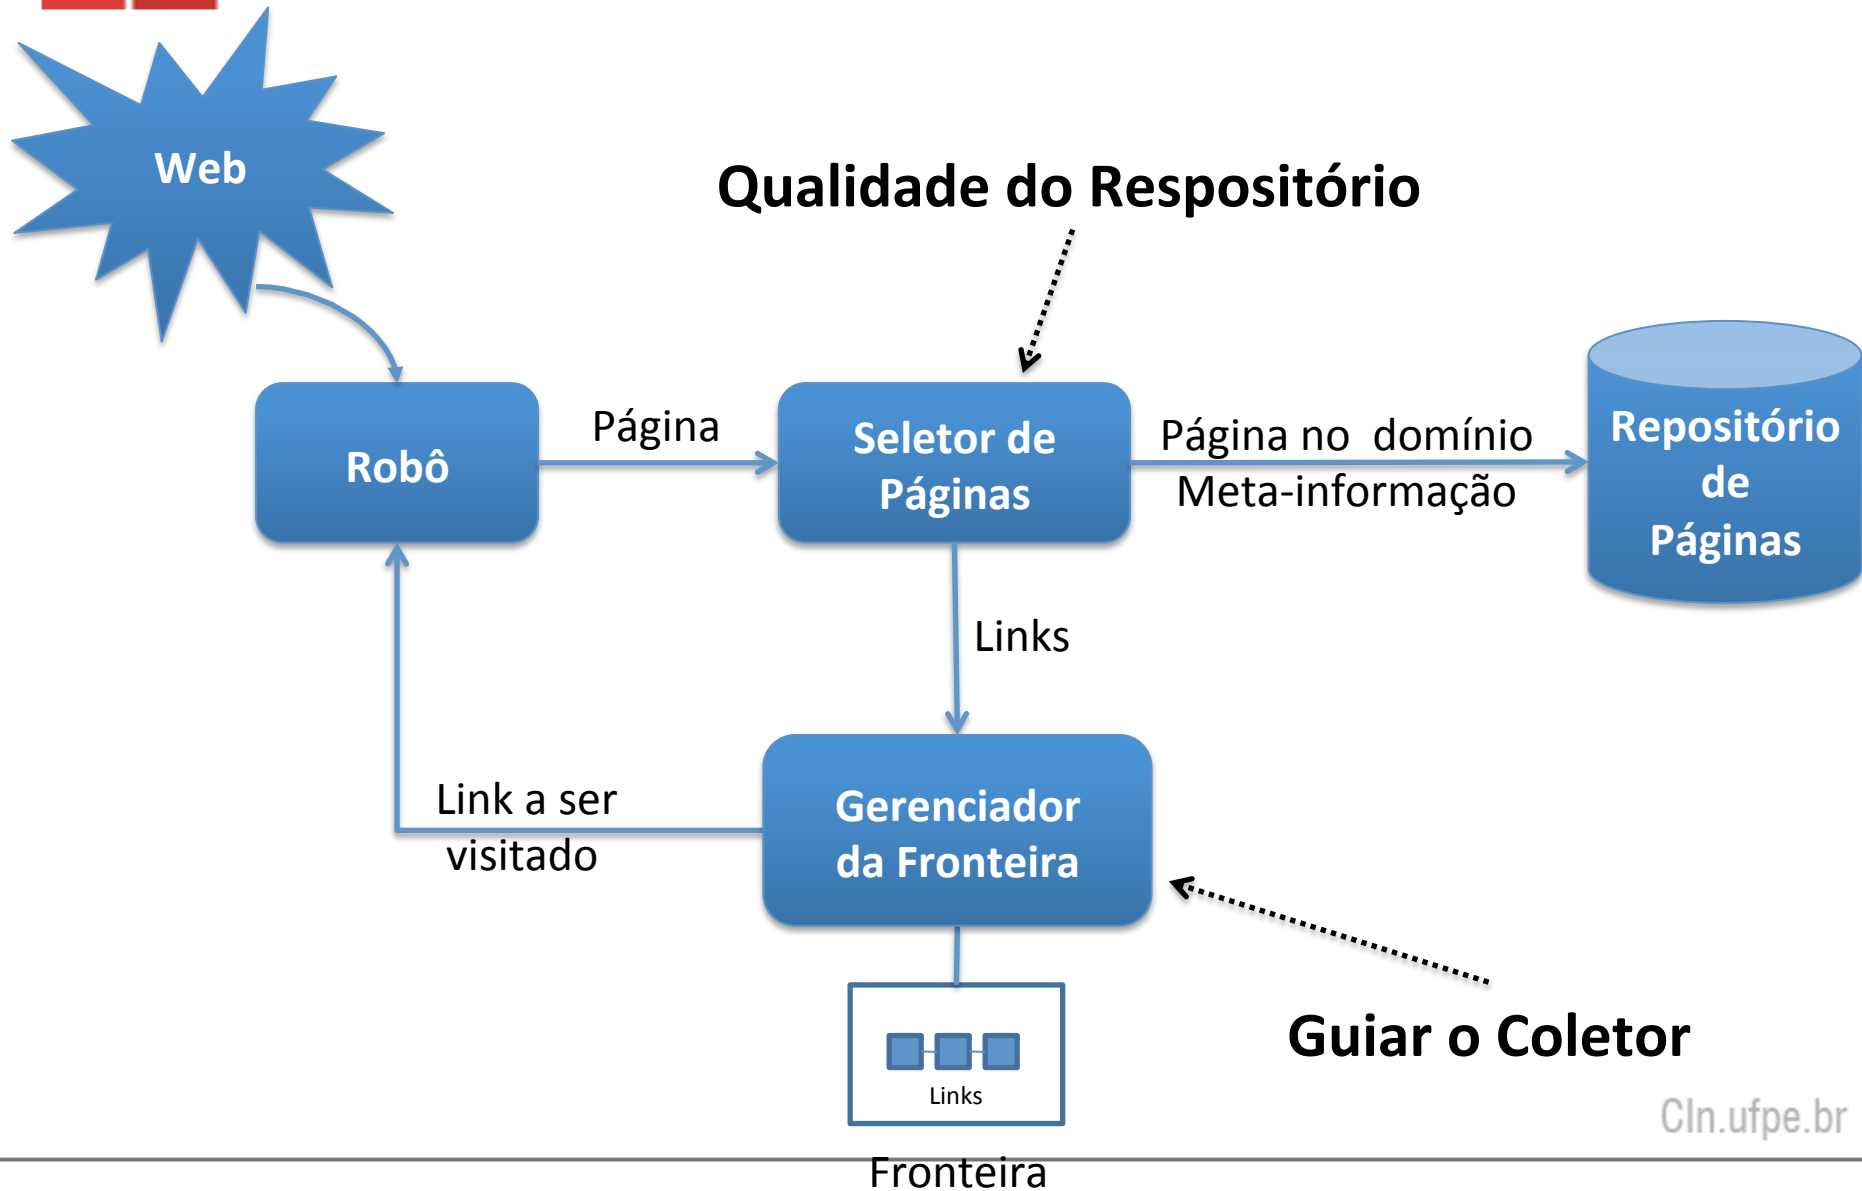 Web
Qualidade do Respositório
Robô
Página
Seletor de
Páginas
Página no domínio
Meta-informação
Repositório
de
Páginas
Links
Link a ser
visitado
Gerenciador
da Fronteira
Guiar o Coletor
Links
Fronteira
CIn.ufpe.br